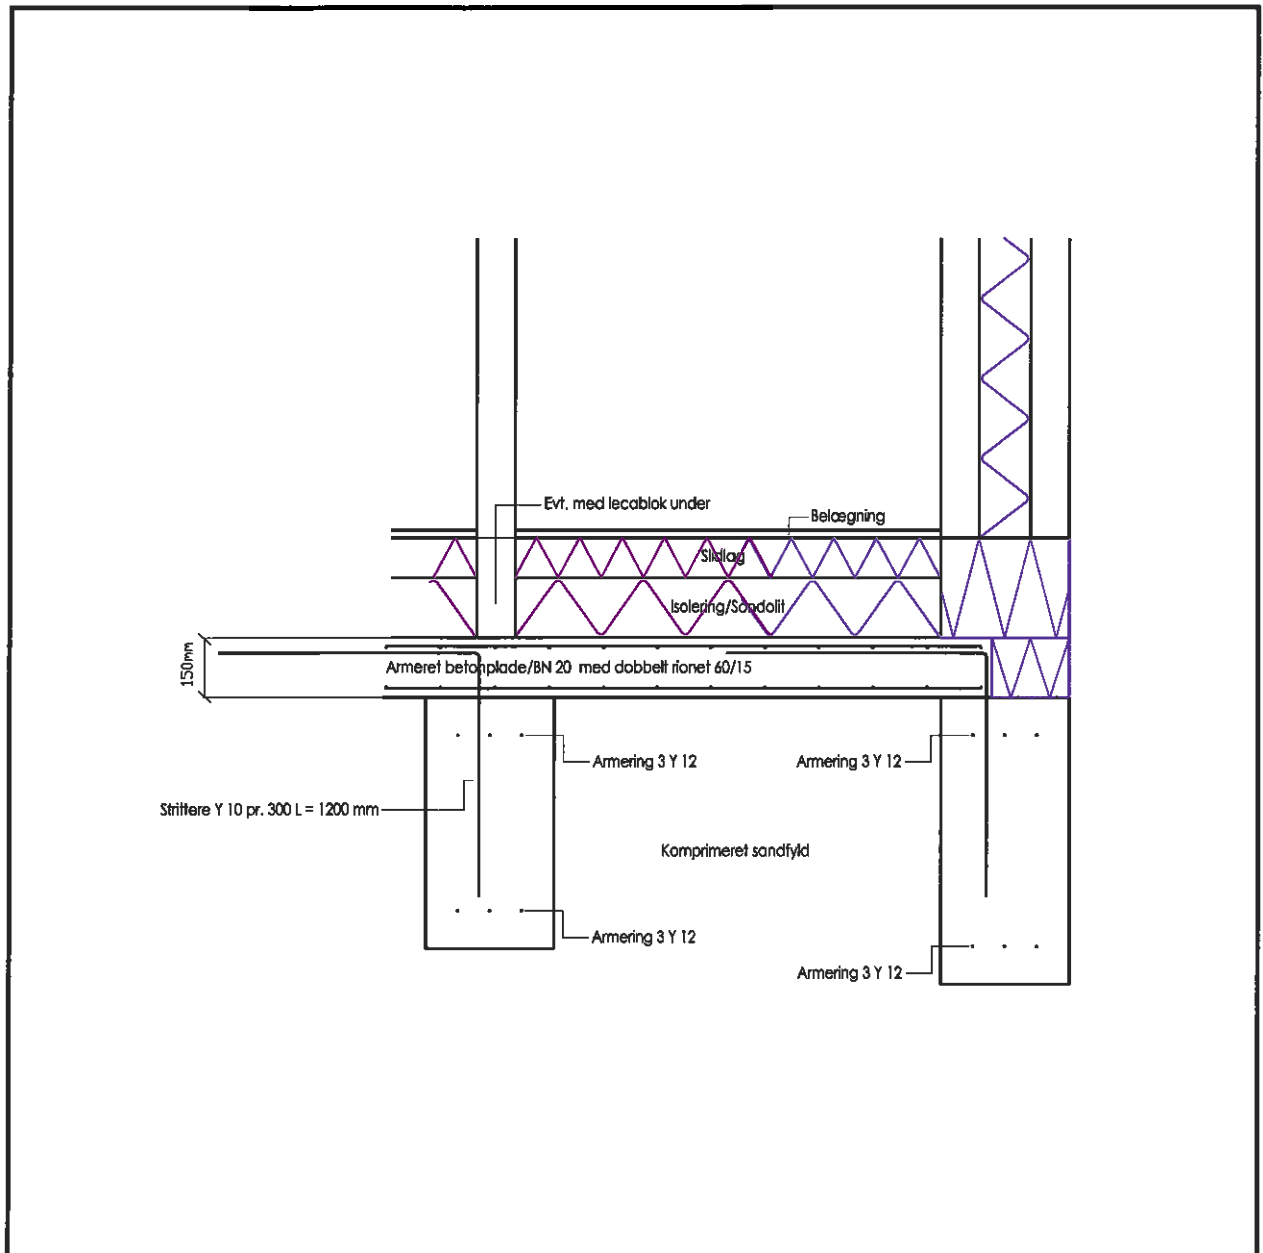 Evt. med lecablok under
Belægning
Slidlag
Isolering/Sandolit
150mm
Armeret betonplade/BN 20 med dobbelt rionet 60/15
Armering 3 Y 12
Armering 3 Y 12
Strittere Y 10 pr. 300 L = 1200 mm
Komprimeret sandfyld
Armering 3 Y 12
Armering 3 Y 12